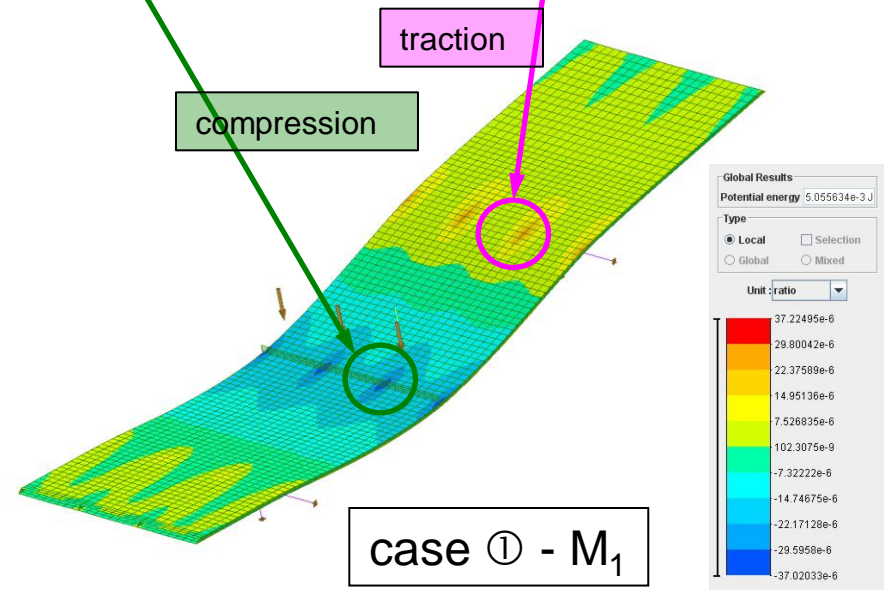 traction
compression
Global Results
Potential energy 5.055634e-3 J
Type
Local Selection
Global Mixed
Unit : ratio
37.22495e-6
29.80042e-6
22.37589e-6
14.95136e-6
7.526835e-6
102.3075e-9
-7.32222e-6
-14.74675e-6
-22.17128e-6
-29.5958e-6
-37.02033e-6
case ① - M₁